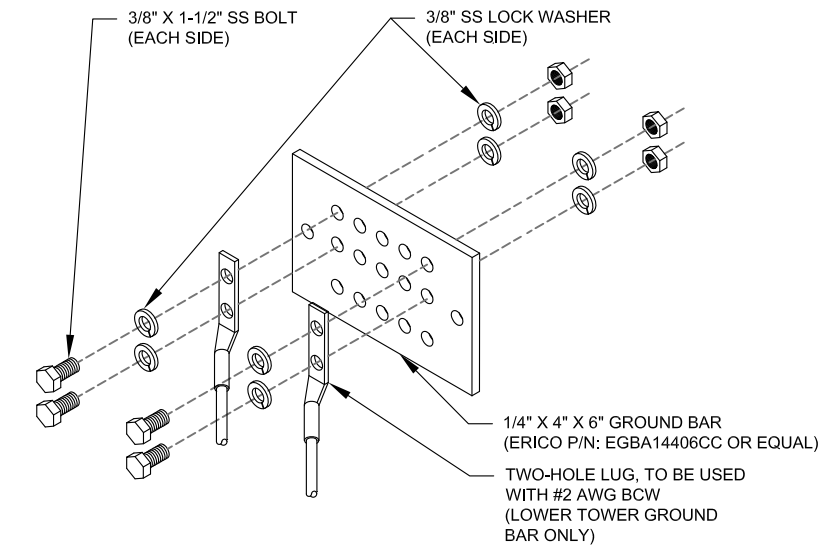 3/8" X 1-1/2" SS BOLT
(EACH SIDE)
3/8" SS LOCK WASHER
(EACH SIDE)
1/4" X 4" X 6" GROUND BAR
(ERICO P/N: EGBA14406CC OR EQUAL)
TWO-HOLE LUG, TO BE USED
WITH #2 AWG BCW
(LOWER TOWER GROUND
BAR ONLY)